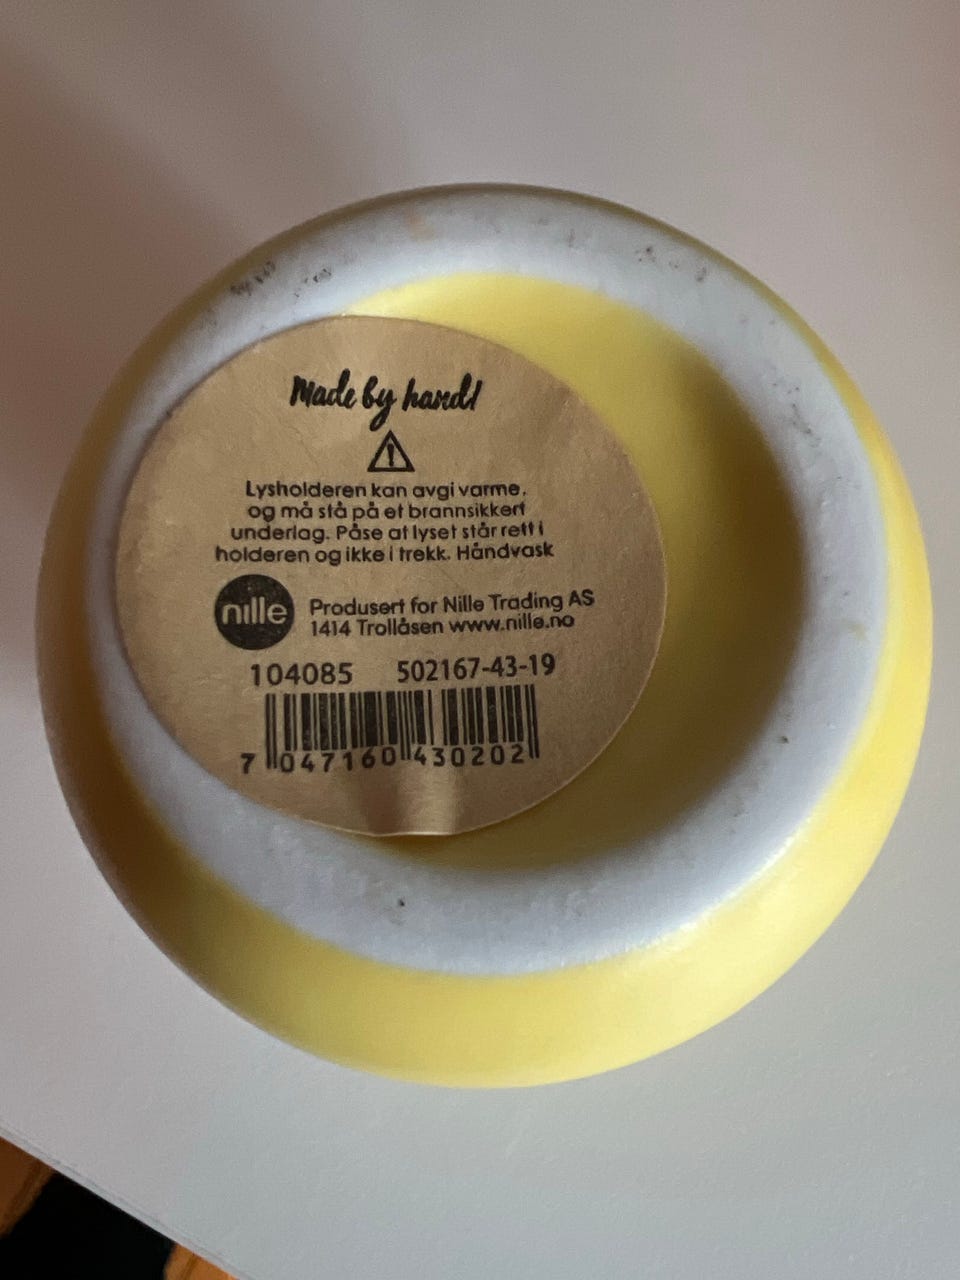 Made by hand!
Lysholderen kan avgi varme,
og må stå på et brannsikkert
underlag. Påse at lyset står rett i
holderen og ikke i trekk. Håndvask
nille
Produsert for Nille Trading AS
1414 Trollåsen www.nille.no
104085 502167-43-19
7 047160 430202